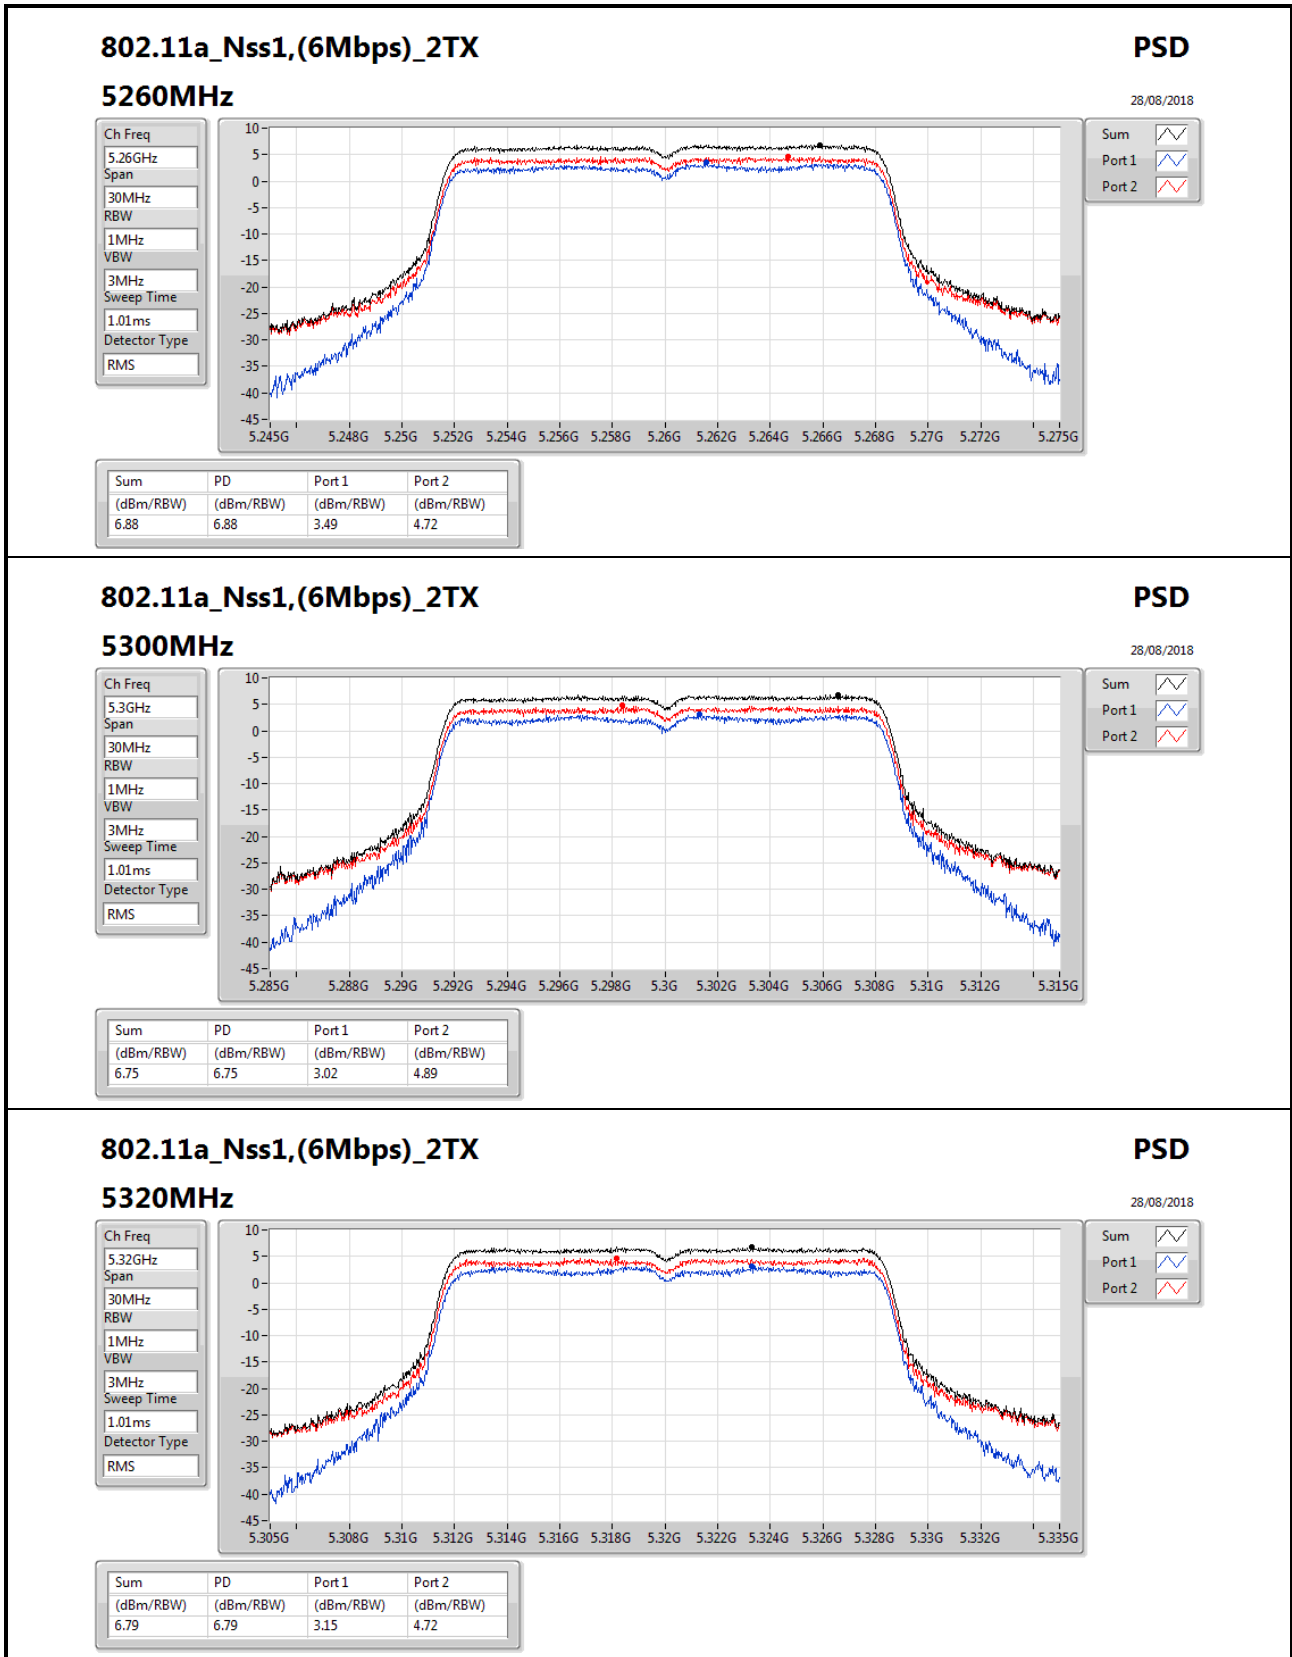 802.11a_Nss1,(6Mbps)_2TX PSD
5260MHz 28/08/2018
Ch Freq
5.26GHz
Span
30MHz
RBW
1MHz
VBW
3MHz
Sweep Time
1.01ms
Detector Type
RMS
10
5
0
-5
-10
-15
-20
-25
-30
-35
-40
-45
5.245G 5.248G 5.25G 5.252G 5.254G 5.256G 5.258G 5.26G 5.262G 5.264G 5.266G 5.268G 5.27G 5.272G 5.275G
Sum
Port 1
Port 2
Sum PD Port 1 Port 2
(dBm/RBW) (dBm/RBW) (dBm/RBW) (dBm/RBW)
6.88 6.88 3.49 4.72
802.11a_Nss1,(6Mbps)_2TX PSD
5300MHz 28/08/2018
Ch Freq
5.3GHz
Span
30MHz
RBW
1MHz
VBW
3MHz
Sweep Time
1.01ms
Detector Type
RMS
10
5
0
-5
-10
-15
-20
-25
-30
-35
-40
-45
5.285G 5.288G 5.29G 5.292G 5.294G 5.296G 5.298G 5.3G 5.302G 5.304G 5.306G 5.308G 5.31G 5.312G 5.315G
Sum
Port 1
Port 2
Sum PD Port 1 Port 2
(dBm/RBW) (dBm/RBW) (dBm/RBW) (dBm/RBW)
6.75 6.75 3.02 4.89
802.11a_Nss1,(6Mbps)_2TX PSD
5320MHz 28/08/2018
Ch Freq
5.32GHz
Span
30MHz
RBW
1MHz
VBW
3MHz
Sweep Time
1.01ms
Detector Type
RMS
10
5
0
-5
-10
-15
-20
-25
-30
-35
-40
-45
5.305G 5.308G 5.31G 5.312G 5.314G 5.316G 5.318G 5.32G 5.322G 5.324G 5.326G 5.328G 5.33G 5.332G 5.335G
Sum
Port 1
Port 2
Sum PD Port 1 Port 2
(dBm/RBW) (dBm/RBW) (dBm/RBW) (dBm/RBW)
6.79 6.79 3.15 4.72